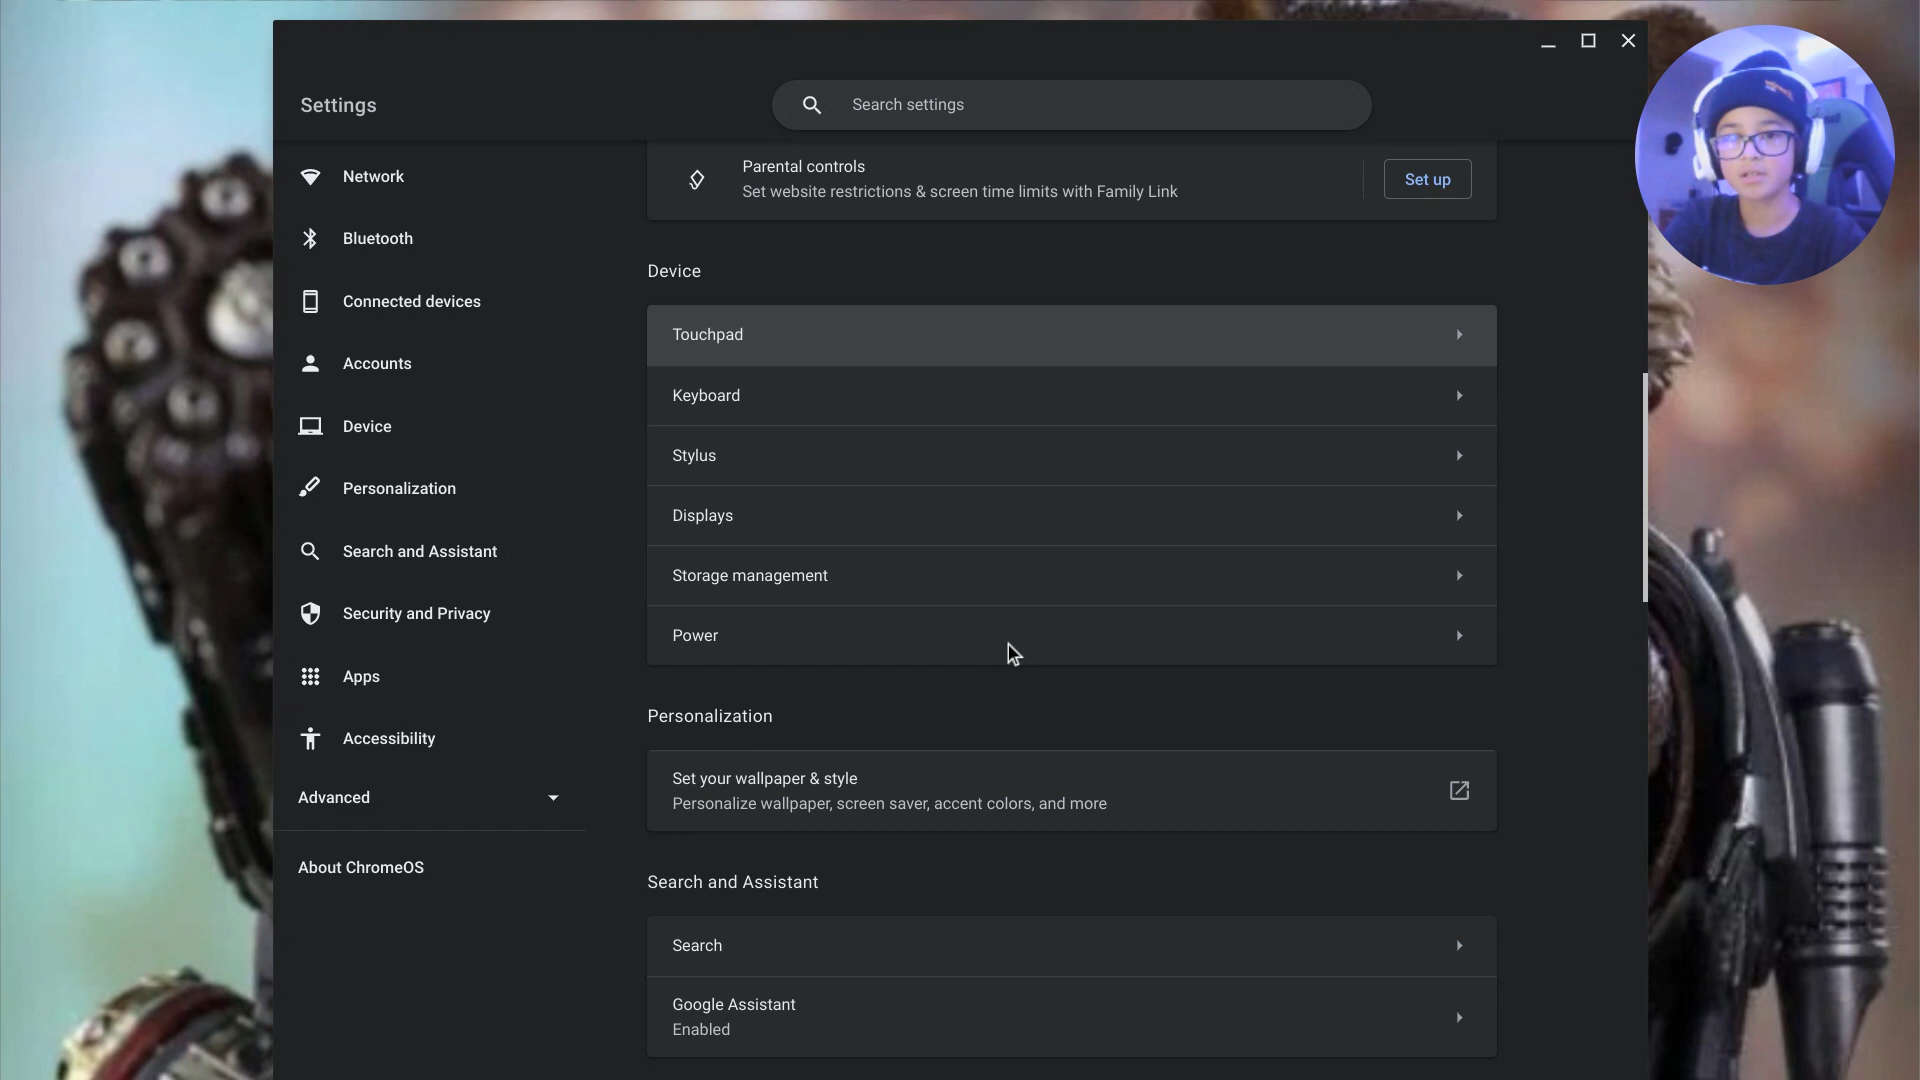 Settings
Search settings
Network
Bluetooth
Connected devices
Accounts
Device
Personalization
Search and Assistant
Security and Privacy
Apps
Accessibility
Advanced
About ChromeOS
Parental controls
Set website restrictions & screen time limits with Family Link
Set up
Device
Touchpad
Keyboard
Stylus
Displays
Storage management
Power
Personalization
Set your wallpaper & style
Personalize wallpaper, screen saver, accent colors, and more
Search and Assistant
Search
Google Assistant
Enabled